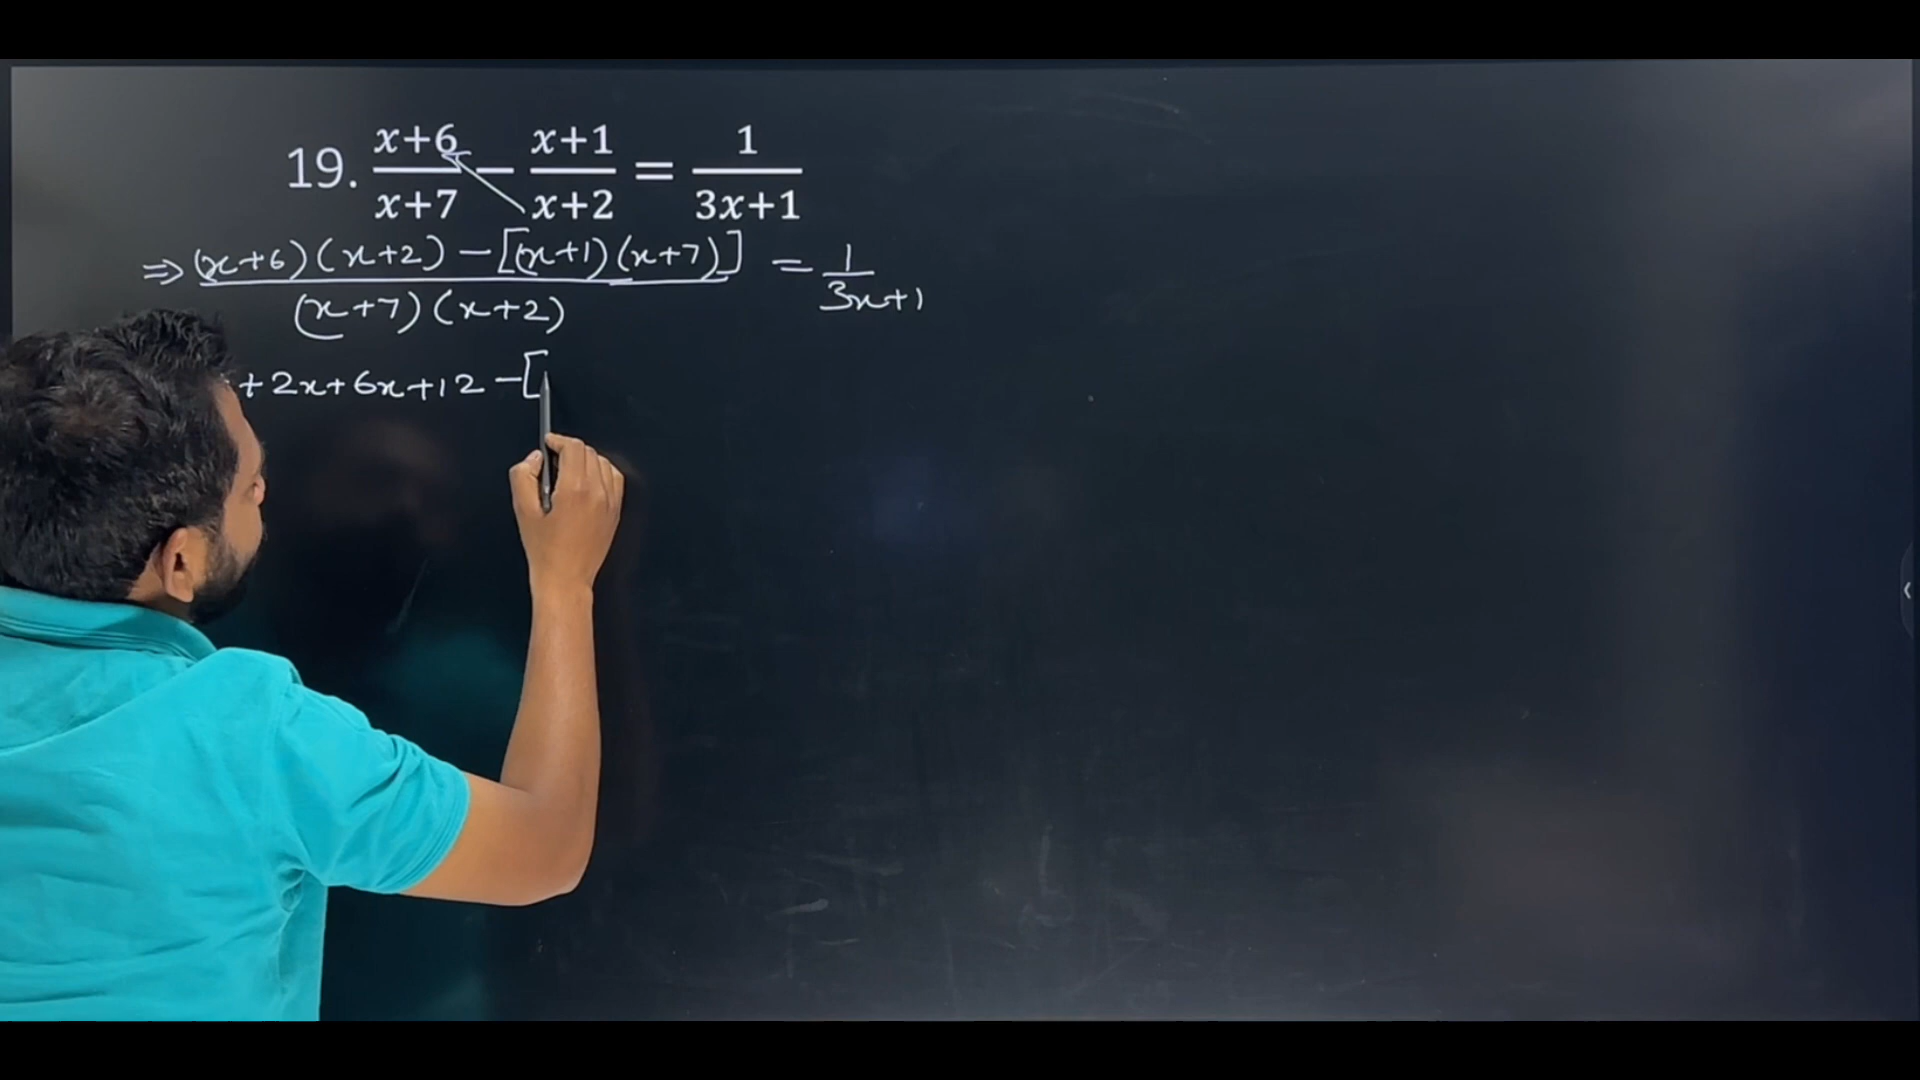 19. x+6/x+7 − x+1/x+2 = 1/3x+1
⇒ (x+6)(x+2) − [(x+1)(x+7)] / (x+7)(x+2) = 1/3x+1
+ 2x + 6x + 12 − [